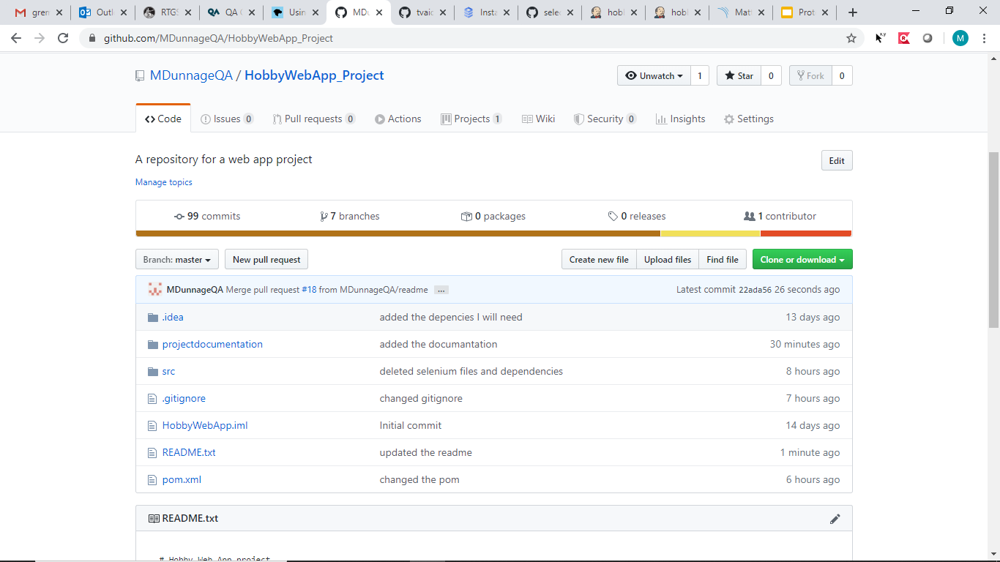 gren Outl RTGS QA C Usin MDu tvaic Insta selec hobl hobl Matt Prot
github.com/MDunnageQA/HobbyWebApp_Project M
MDunnageQA / HobbyWebApp_Project Unwatch 1 Star 0 Fork 0
Code Issues 0 Pull requests 0 Actions Projects 1 Wiki Security 0 Insights Settings
A repository for a web app project Edit
Manage topics
99 commits 7 branches 0 packages 0 releases 1 contributor
Branch: master New pull request Create new file Upload files Find file Clone or download
MDunnageQA Merge pull request #18 from MDunnageQA/readme ... Latest commit 22ada56 26 seconds ago
.idea added the depencies I will need 13 days ago
projectdocumentation added the documantation 30 minutes ago
src deleted selenium files and dependencies 8 hours ago
.gitignore changed gitignore 7 hours ago
HobbyWebApp.iml Initial commit 14 days ago
README.txt updated the readme 1 minute ago
pom.xml changed the pom 6 hours ago
README.txt
# Hobby Web App project